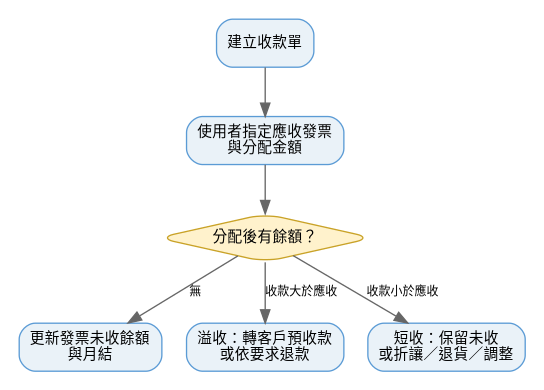 建立收款單
使用者指定應收發票
與分配金額
分配後有餘額？
無
收款大於應收
收款小於應收
更新發票未收餘額
與月結
溢收：轉客戶預收款
或依要求退款
短收：保留未收
或折讓／退貨／調整